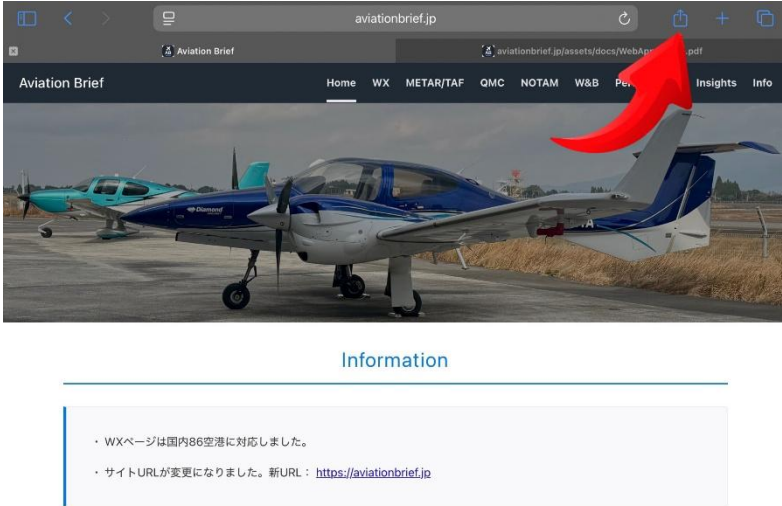 aviationbrief.jp
Aviation Brief
aviationbrief.jp/assets/docs/WebApp
.pdf
Aviation Brief
Home WX METAR/TAF QMC NOTAM W&B Insights Info
Diamond
Information
・ WXページは国内86空港に対応しました。
・ サイトURLが変更になりました。新URL： https://aviationbrief.jp